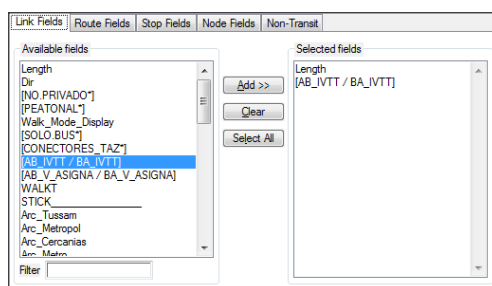 Link Fields Route Fields Stop Fields Node Fields Non-Transit
Available fields
Selected fields
Length
Dir
[NO.PRIVADO*]
[PEATONAL*]
Walk_Mode_Display
[SOLO.BUS*]
[CONECTORES_TAZ*]
[AB_IVTT / BA_IVTT]
[AB_V_ASIGNA / BA_V_ASIGNA]
WALKT
STICK____________________
Arc_Tussam
Arc_Metropol
Arc_Cercanias
Arc_Metro
Filter
Add >>
Clear
Select All
Length
[AB_IVTT / BA_IVTT]